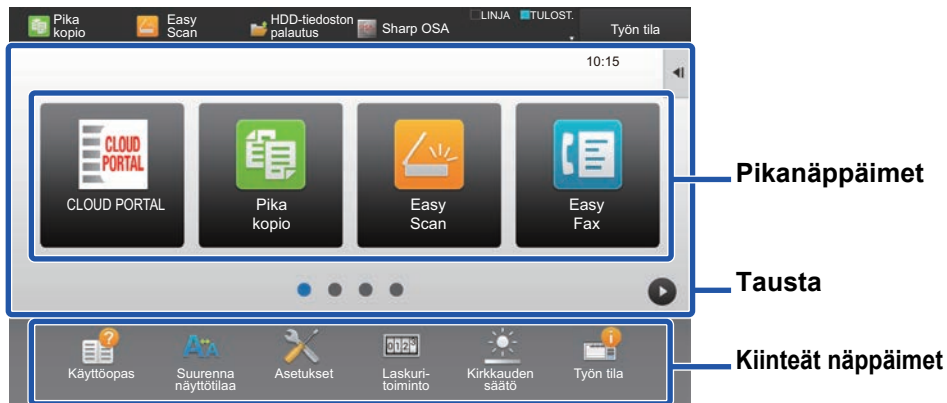 Pika
kopio
Easy
Scan
HDD-tiedoston
palautus
Sharp OSA
LINJA
TULOST.
Työn tila
10:15
CLOUD
PORTAL
CLOUD PORTAL
Pika
kopio
Easy
Scan
Easy
Fax
Pikanäppäimet
Tausta
Käyttöopas
Suurenna
näyttötilaa
Asetukset
Laskuri-
toiminto
Kirkkauden
säätö
Työn tila
Kiinteät näppäimet